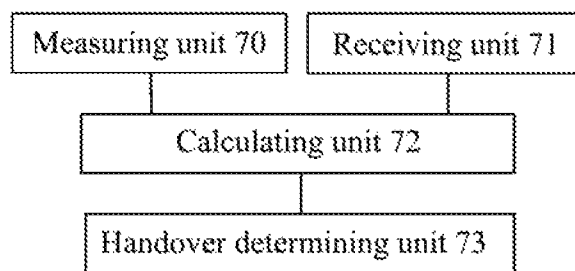 Measuring unit 70
Receiving unit 71
Calculating unit 72
Handover determining unit 73